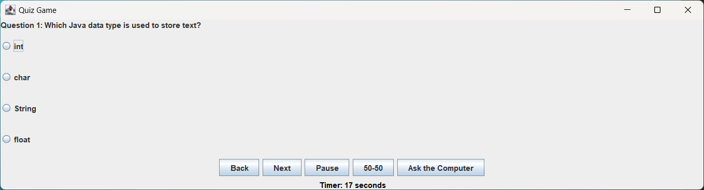 Quiz Game
Question 1: Which Java data type is used to store text?
int
char
String
float
Back Next Pause 50-50 Ask the Computer
Timer: 17 seconds